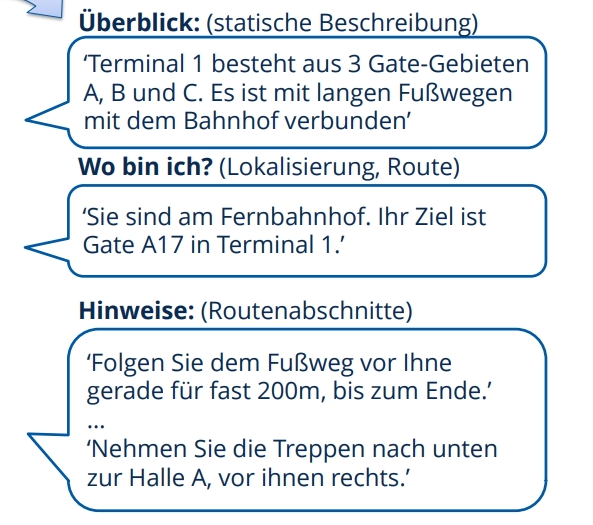 Überblick: (statische Beschreibung)
‘Terminal 1 besteht aus 3 Gate-Gebieten
A, B und C. Es ist mit langen Fußwegen
mit dem Bahnhof verbunden’
Wo bin ich? (Lokalisierung, Route)
‘Sie sind am Fernbahnhof. Ihr Ziel ist
Gate A17 in Terminal 1.’
Hinweise: (Routenabschnitte)
‘Folgen Sie dem Fußweg vor Ihne
gerade für fast 200m, bis zum Ende.’
...
‘Nehmen Sie die Treppen nach unten
zur Halle A, vor ihnen rechts.’